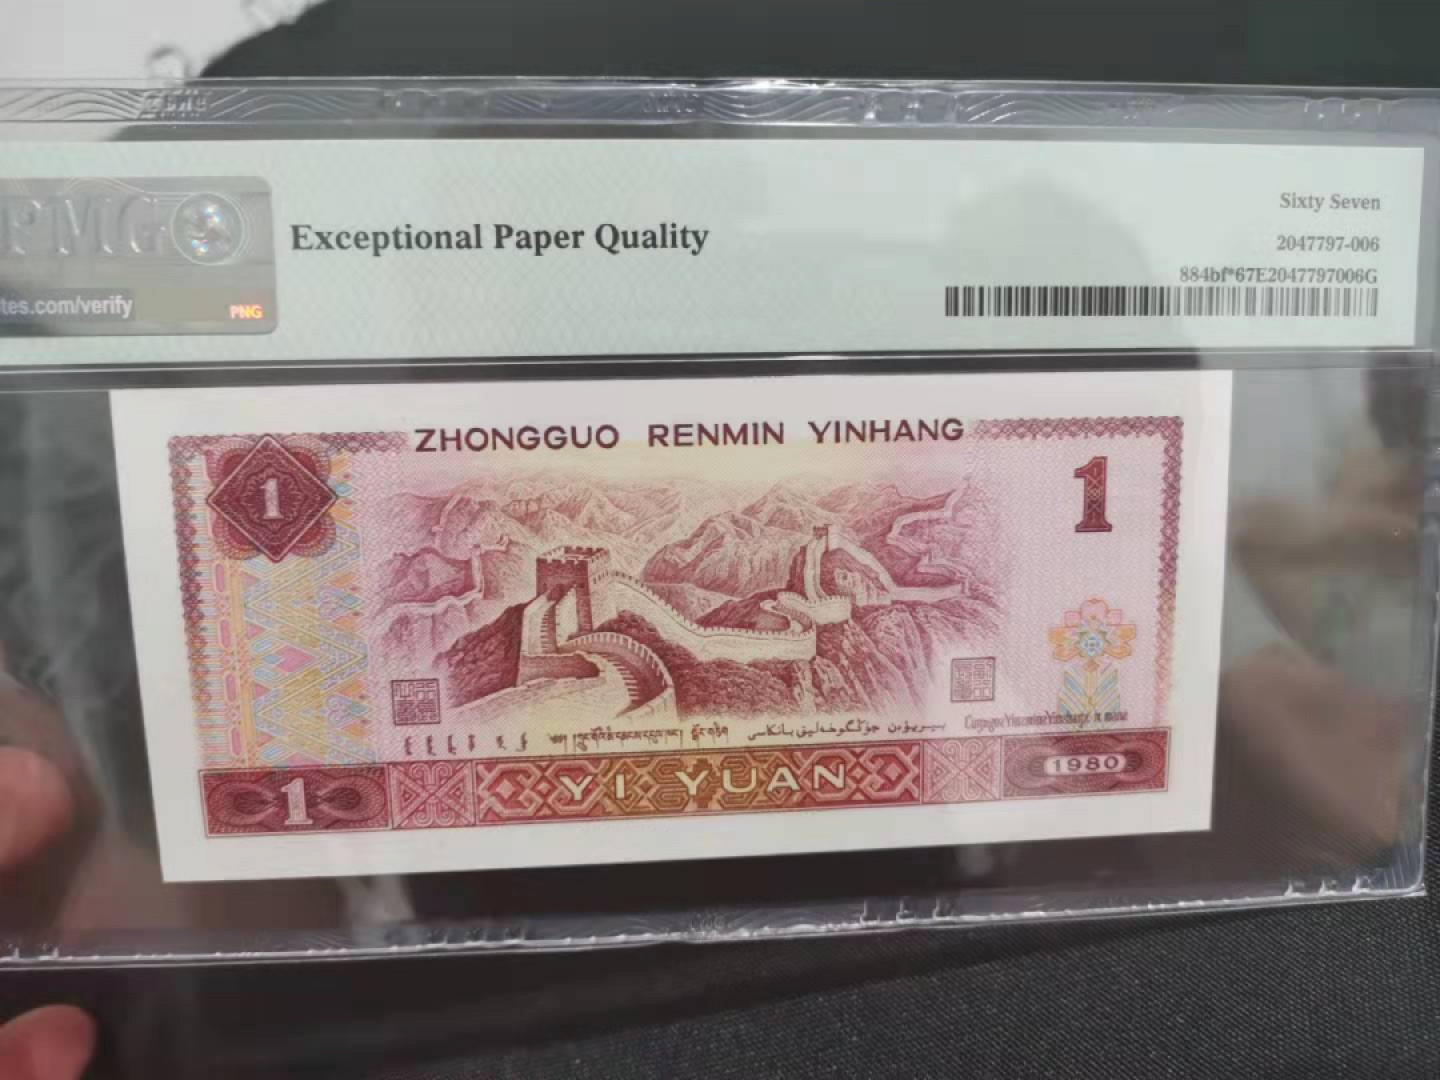 PMG
Exceptional Paper Quality
Sixty Seven
2047797-006
884bf*67E2047797006G
tes.com/verify
PNG
ZHONGGUO RENMIN YINHANG
1
1
YI YUAN
1
1980